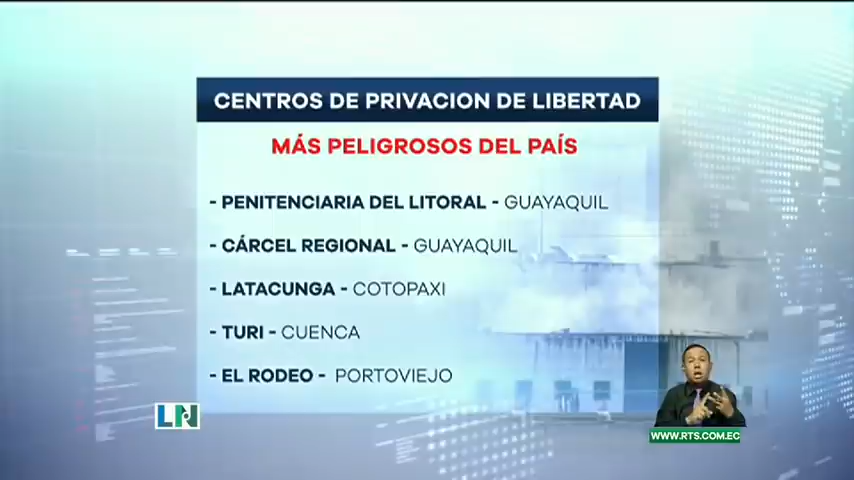 CENTROS DE PRIVACION DE LIBERTAD
MÁS PELIGROSOS DEL PAÍS
- PENITENCIARIA DEL LITORAL - GUAYAQUIL
- CÁRCEL REGIONAL - GUAYAQUIL
- LATACUNGA - COTOPAXI
- TURI - CUENCA
- EL RODEO - PORTOVIEJO
LN
WWW.RTS.COM.EC